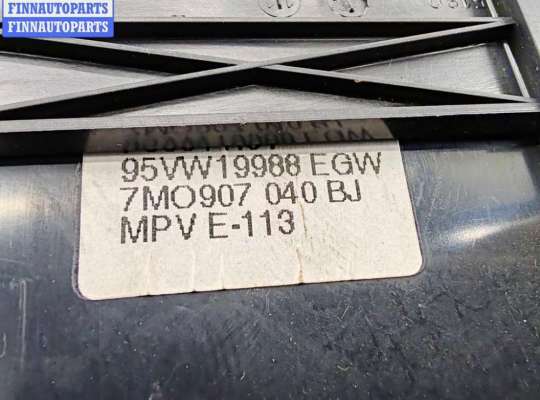 FINNAUTOPARTS
FINNAUTOPARTS
95VW19988 EGW
7MO907 040 BJ
MPV E-113